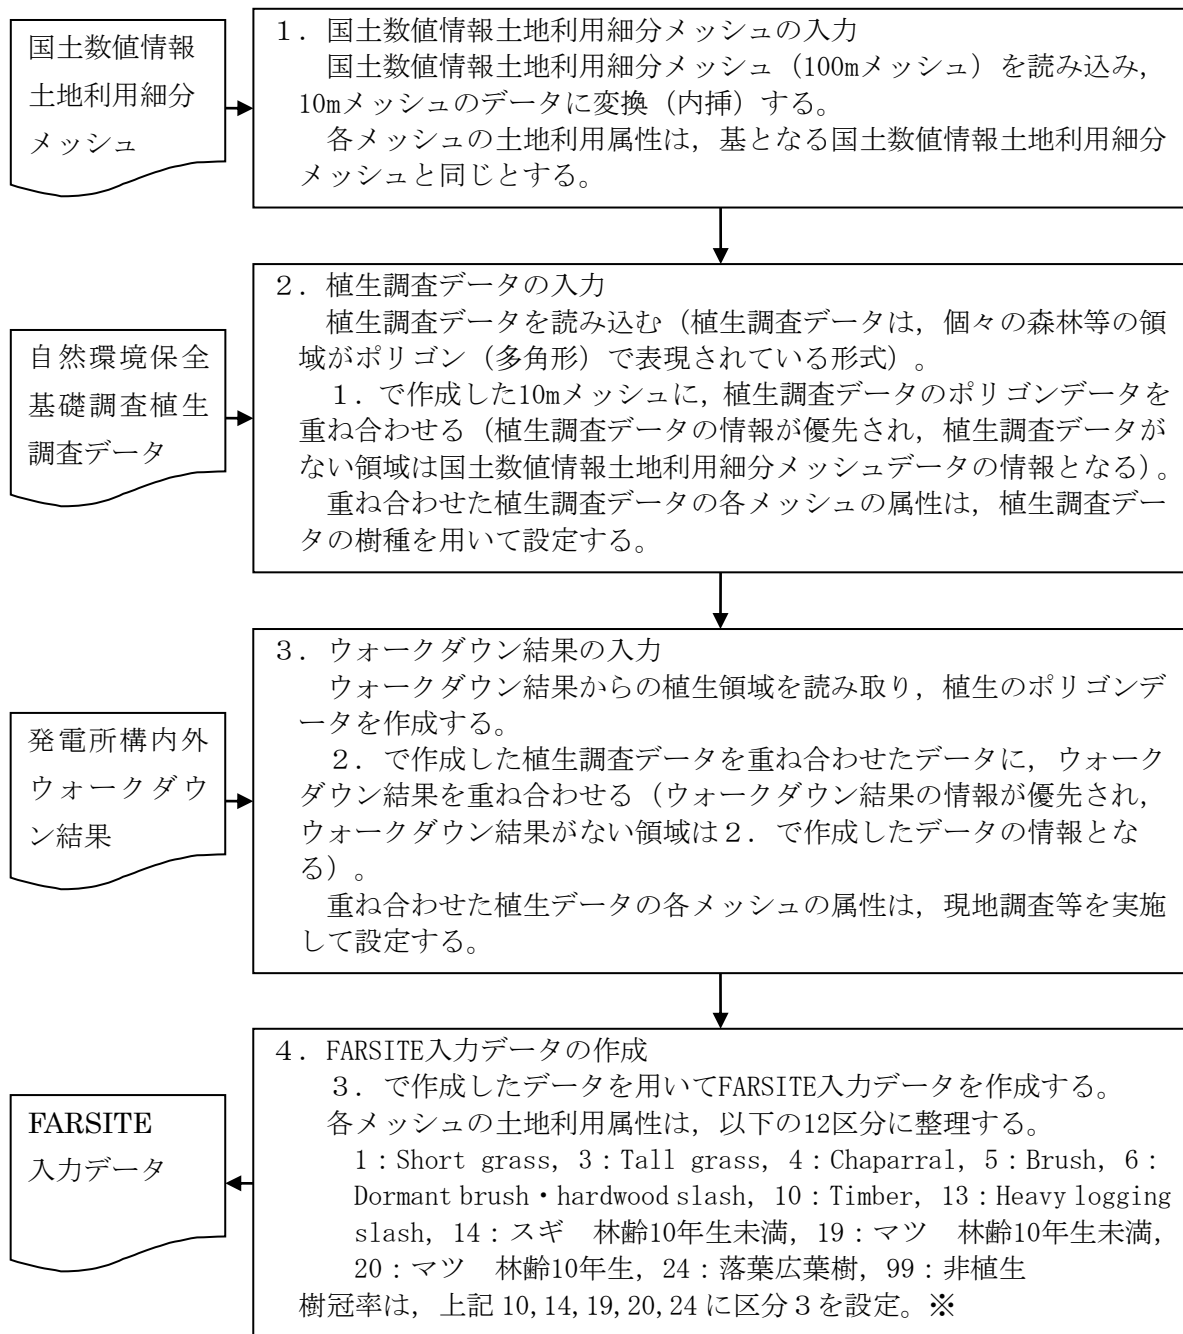 国土数値情報
土地利用細分
メッシュ
１．国土数値情報土地利用細分メッシュの入力
国土数値情報土地利用細分メッシュ（100mメッシュ）を読み込み，
10mメッシュのデータに変換（内挿）する。
各メッシュの土地利用属性は，基となる国土数値情報土地利用細分
メッシュと同じとする。
自然環境保全
基礎調査植生
調査データ
２．植生調査データの入力
植生調査データを読み込む（植生調査データは，個々の森林等の領
域がポリゴン（多角形）で表現されている形式）。
１．で作成した10mメッシュに，植生調査データのポリゴンデータを
重ね合わせる（植生調査データの情報が優先され，植生調査データが
ない領域は国土数値情報土地利用細分メッシュデータの情報となる）。
重ね合わせた植生調査データの各メッシュの属性は，植生調査デー
タの樹種を用いて設定する。
発電所構内外
ウォークダウ
ン結果
３．ウォークダウン結果の入力
ウォークダウン結果からの植生領域を読み取り，植生のポリゴンデ
ータを作成する。
２．で作成した植生調査データを重ね合わせたデータに，ウォーク
ダウン結果を重ね合わせる（ウォークダウン結果の情報が優先され，
ウォークダウン結果がない領域は２．で作成したデータの情報とな
る）。
重ね合わせた植生データの各メッシュの属性は，現地調査等を実施
して設定する。
FARSITE
入力データ
４．FARSITE入力データの作成
３．で作成したデータを用いてFARSITE入力データを作成する。
各メッシュの土地利用属性は，以下の12区分に整理する。
1：Short grass，3：Tall grass，4：Chaparral，5：Brush，6：
Dormant brush・hardwood slash，10：Timber，13：Heavy logging
slash，14：スギ　林齢10年生未満，19：マツ　林齢10年生未満，
20：マツ　林齢10年生，24：落葉広葉樹，99：非植生
樹冠率は，上記 10,14,19,20,24 に区分３を設定。※